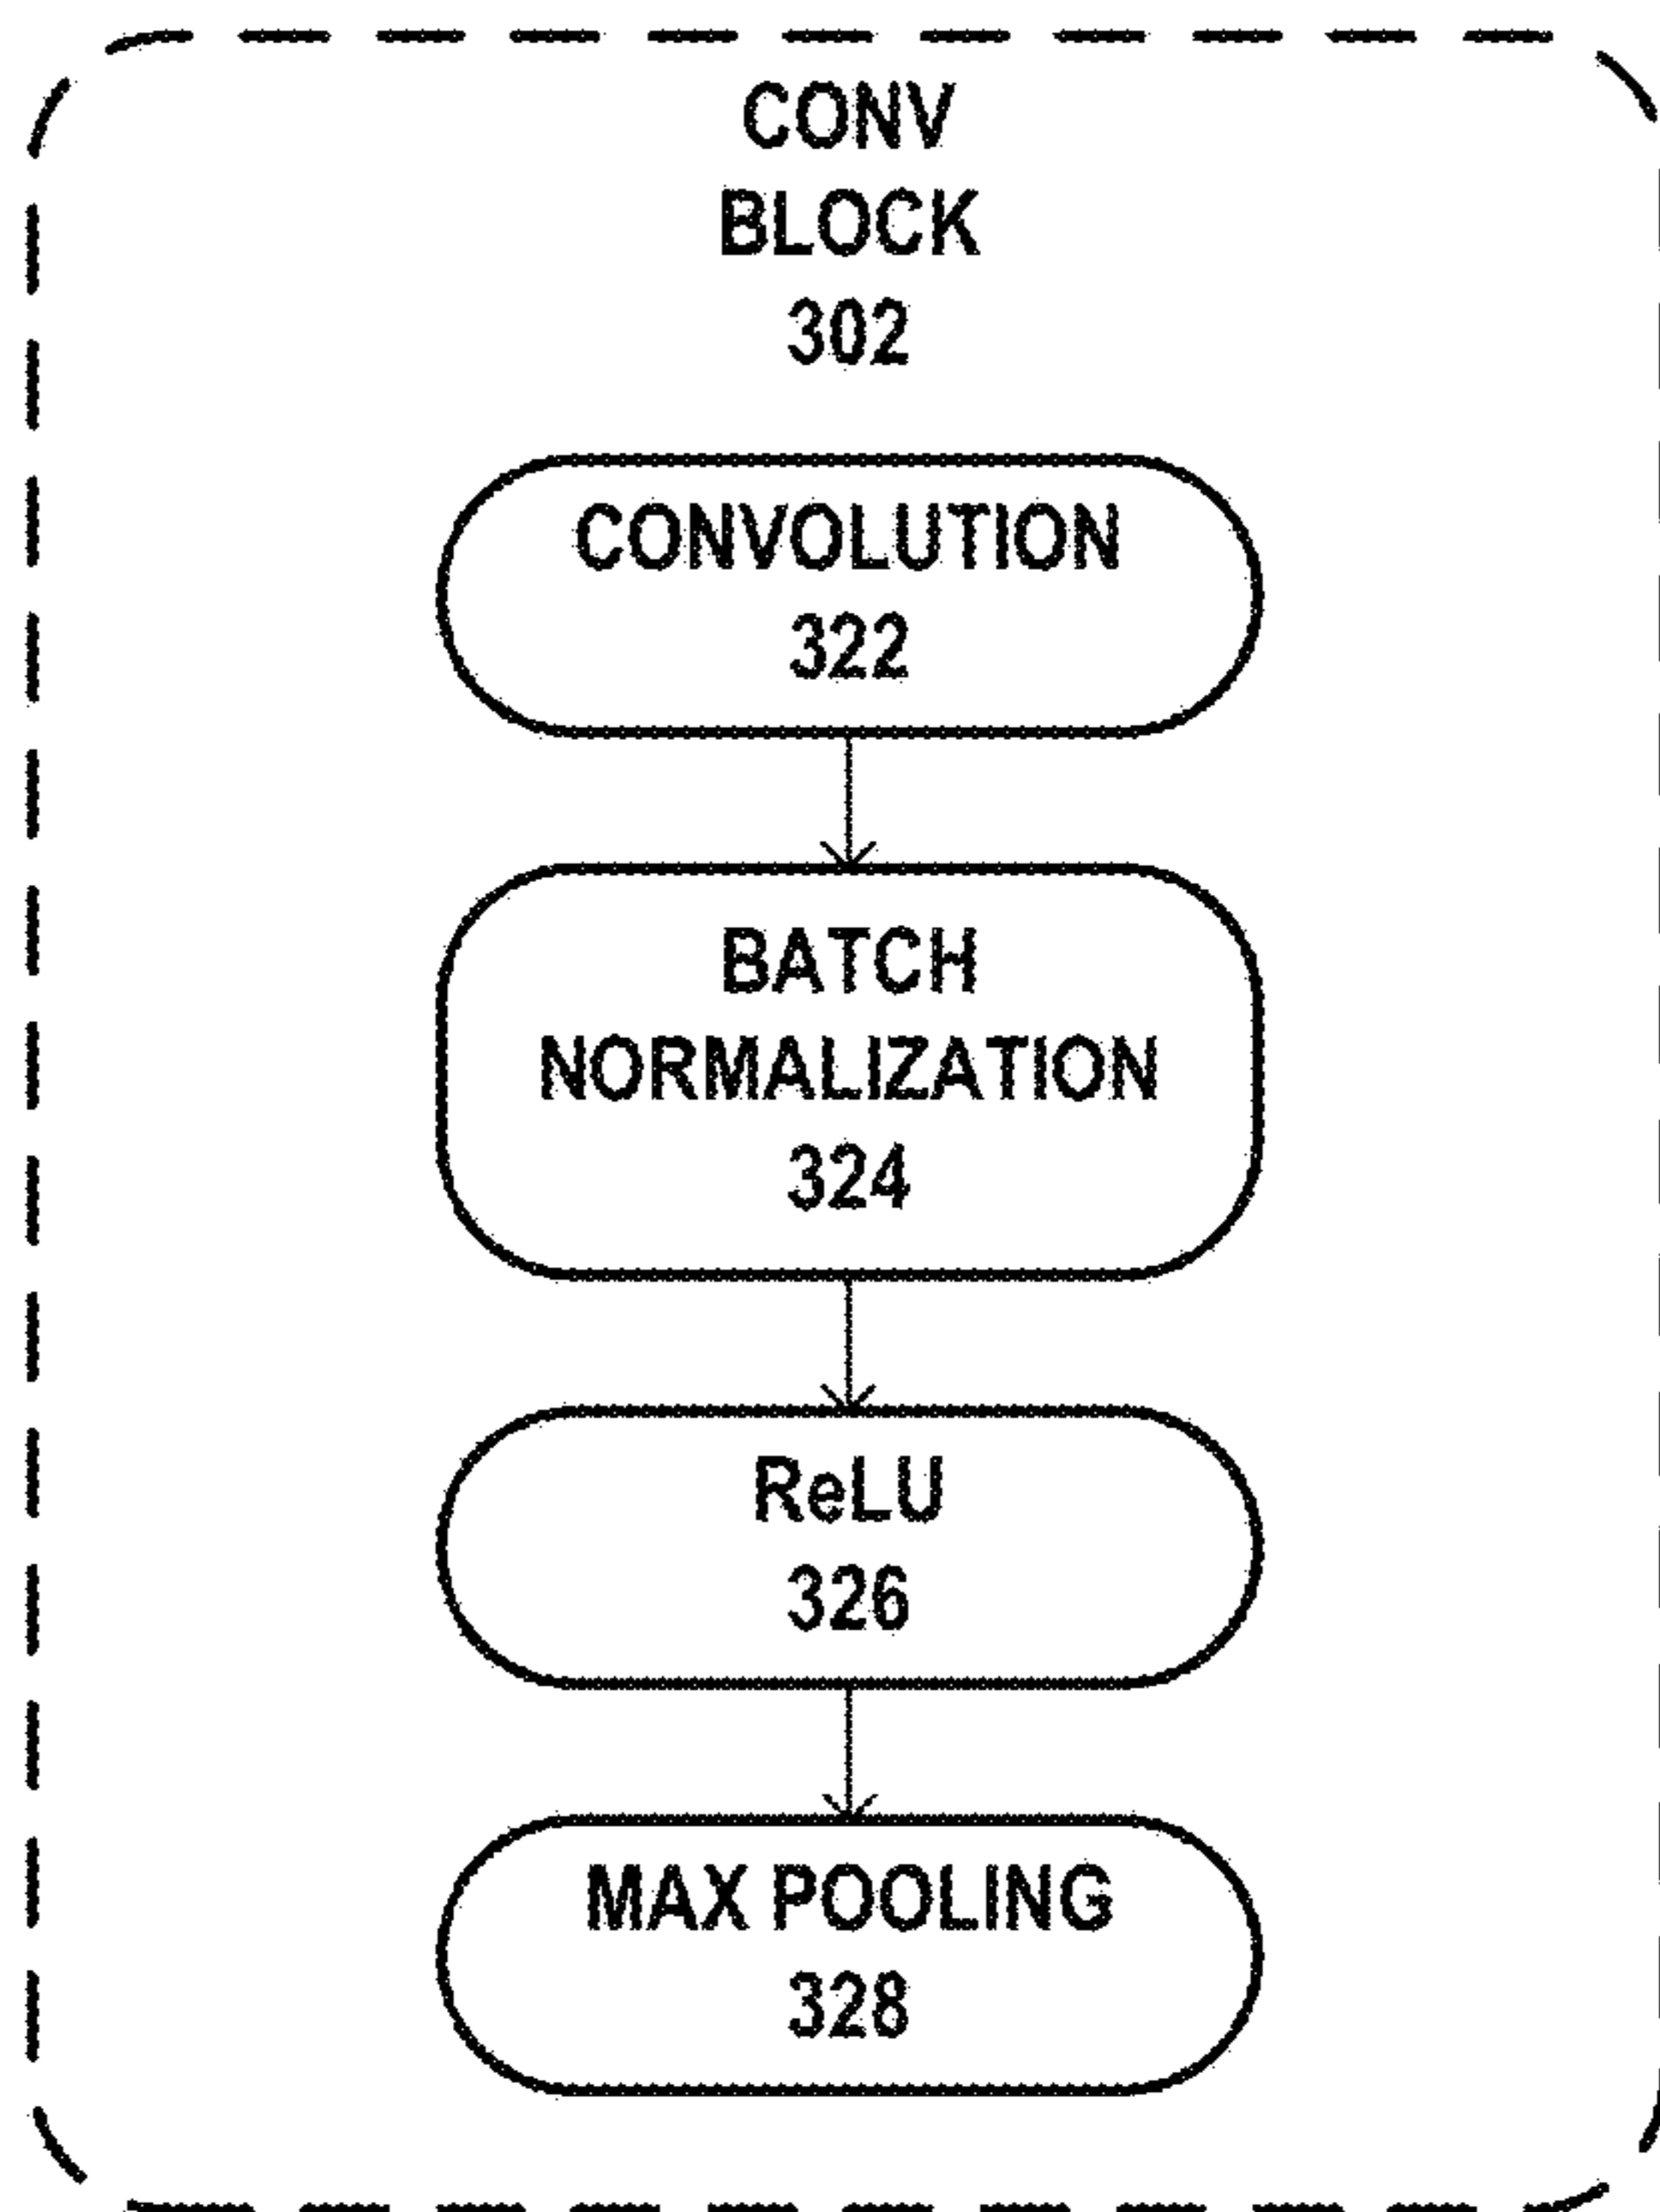 CONV
BLOCK
302
CONVOLUTION
322
BATCH
NORMALIZATION
324
ReLU
326
MAX POOLING
328